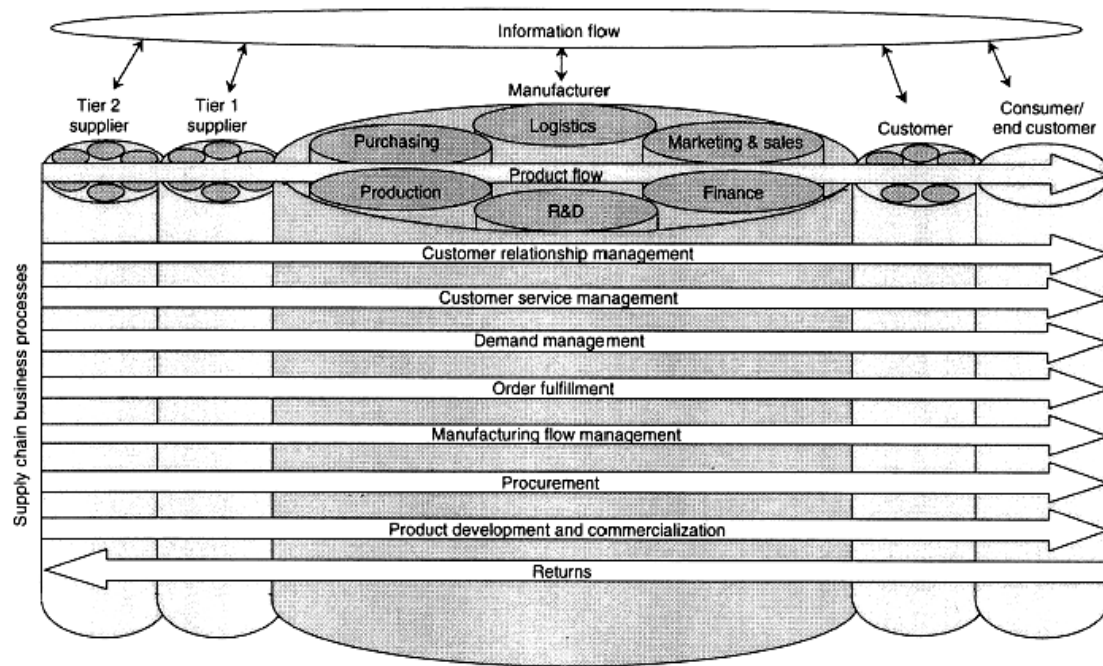 Information flow
Tier 2
supplier
Tier 1
supplier
Manufacturer
Customer
Consumer/
end customer
Purchasing
Logistics
Marketing & sales
Product flow
Production
R&D
Finance
Supply chain business processes
Customer relationship management
Customer service management
Demand management
Order fulfillment
Manufacturing flow management
Procurement
Product development and commercialization
Returns